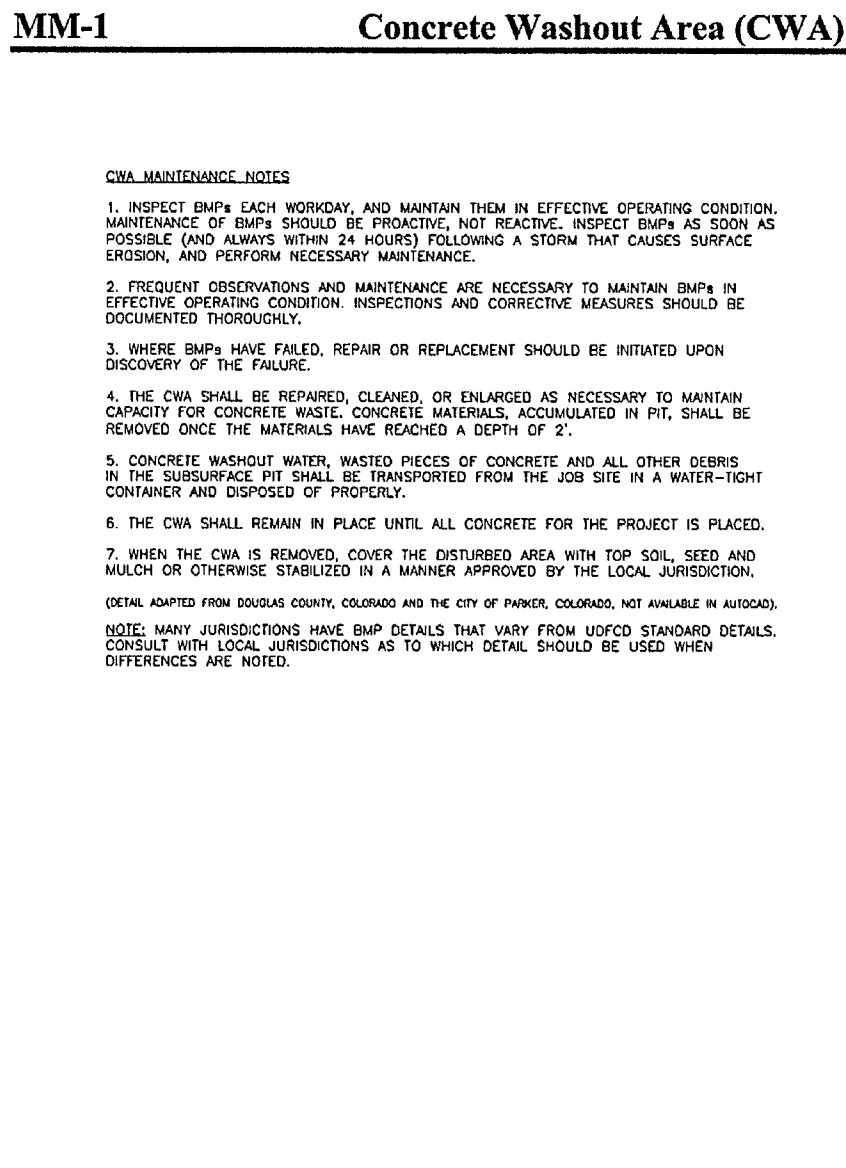 MM-1 Concrete Washout Area (CWA)
CWA MAINTENANCE NOTES
1. INSPECT BMPs EACH WORKDAY, AND MAINTAIN THEM IN EFFECTIVE OPERATING CONDITION.
MAINTENANCE OF BMPs SHOULD BE PROACTIVE, NOT REACTIVE. INSPECT BMPs AS SOON AS
POSSIBLE (AND ALWAYS WITHIN 24 HOURS) FOLLOWING A STORM THAT CAUSES SURFACE
EROSION, AND PERFORM NECESSARY MAINTENANCE.
2. FREQUENT OBSERVATIONS AND MAINTENANCE ARE NECESSARY TO MAINTAIN BMPs IN
EFFECTIVE OPERATING CONDITION. INSPECTIONS AND CORRECTIVE MEASURES SHOULD BE
DOCUMENTED THOROUGHLY.
3. WHERE BMPs HAVE FAILED, REPAIR OR REPLACEMENT SHOULD BE INITIATED UPON
DISCOVERY OF THE FAILURE.
4. THE CWA SHALL BE REPAIRED, CLEANED, OR ENLARGED AS NECESSARY TO MAINTAIN
CAPACITY FOR CONCRETE WASTE. CONCRETE MATERIALS, ACCUMULATED IN PIT, SHALL BE
REMOVED ONCE THE MATERIALS HAVE REACHED A DEPTH OF 2'.
5. CONCRETE WASHOUT WATER, WASTED PIECES OF CONCRETE AND ALL OTHER DEBRIS
IN THE SUBSURFACE PIT SHALL BE TRANSPORTED FROM THE JOB SITE IN A WATER-TIGHT
CONTAINER AND DISPOSED OF PROPERLY.
6. THE CWA SHALL REMAIN IN PLACE UNTIL ALL CONCRETE FOR THE PROJECT IS PLACED.
7. WHEN THE CWA IS REMOVED, COVER THE DISTURBED AREA WITH TOP SOIL, SEED AND
MULCH OR OTHERWISE STABILIZED IN A MANNER APPROVED BY THE LOCAL JURISDICTION.
(DETAIL ADAPTED FROM DOUGLAS COUNTY, COLORADO AND THE CITY OF PARKER, COLORADO, NOT AVAILABLE IN AUTOCAD).
NOTE: MANY JURISDICTIONS HAVE BMP DETAILS THAT VARY FROM UDFCD STANDARD DETAILS.
CONSULT WITH LOCAL JURISDICTIONS AS TO WHICH DETAIL SHOULD BE USED WHEN
DIFFERENCES ARE NOTED.